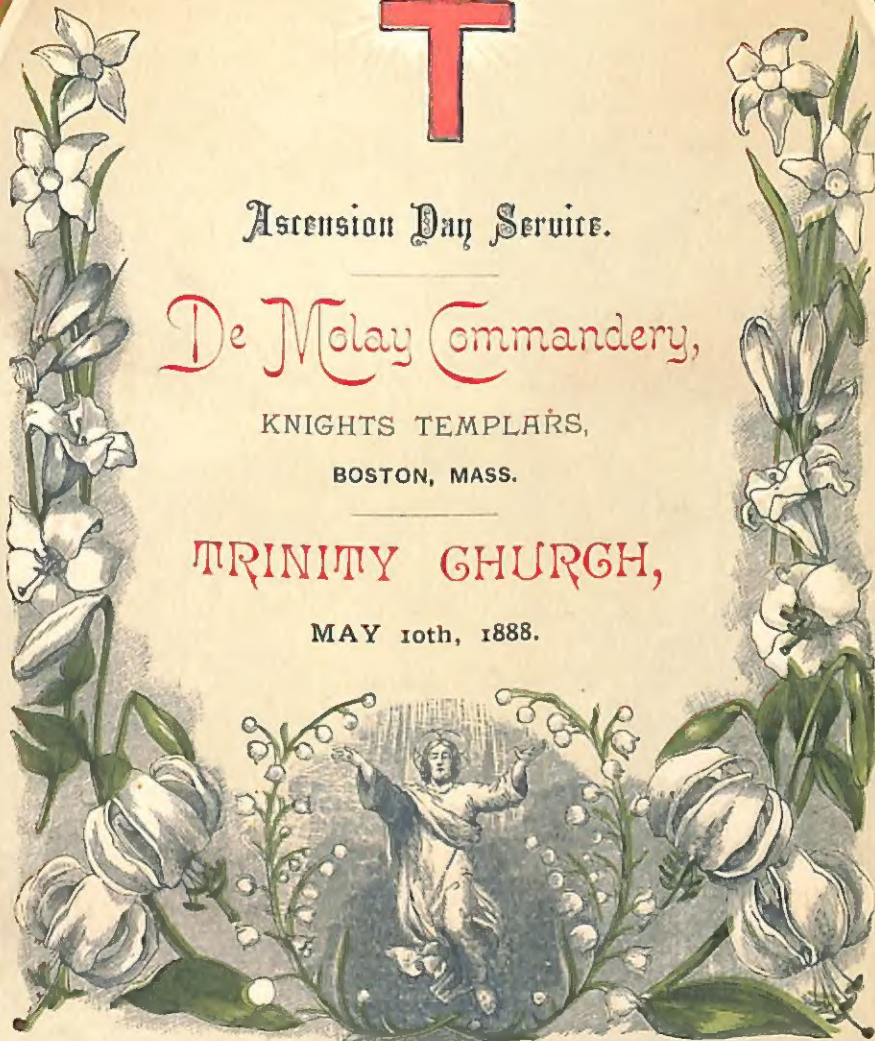 Ascension Day Service.
De Molay Commandery,
KNIGHTS TEMPLARS,
BOSTON, MASS.
TRINITY CHURCH,
MAY 10th, 1888.